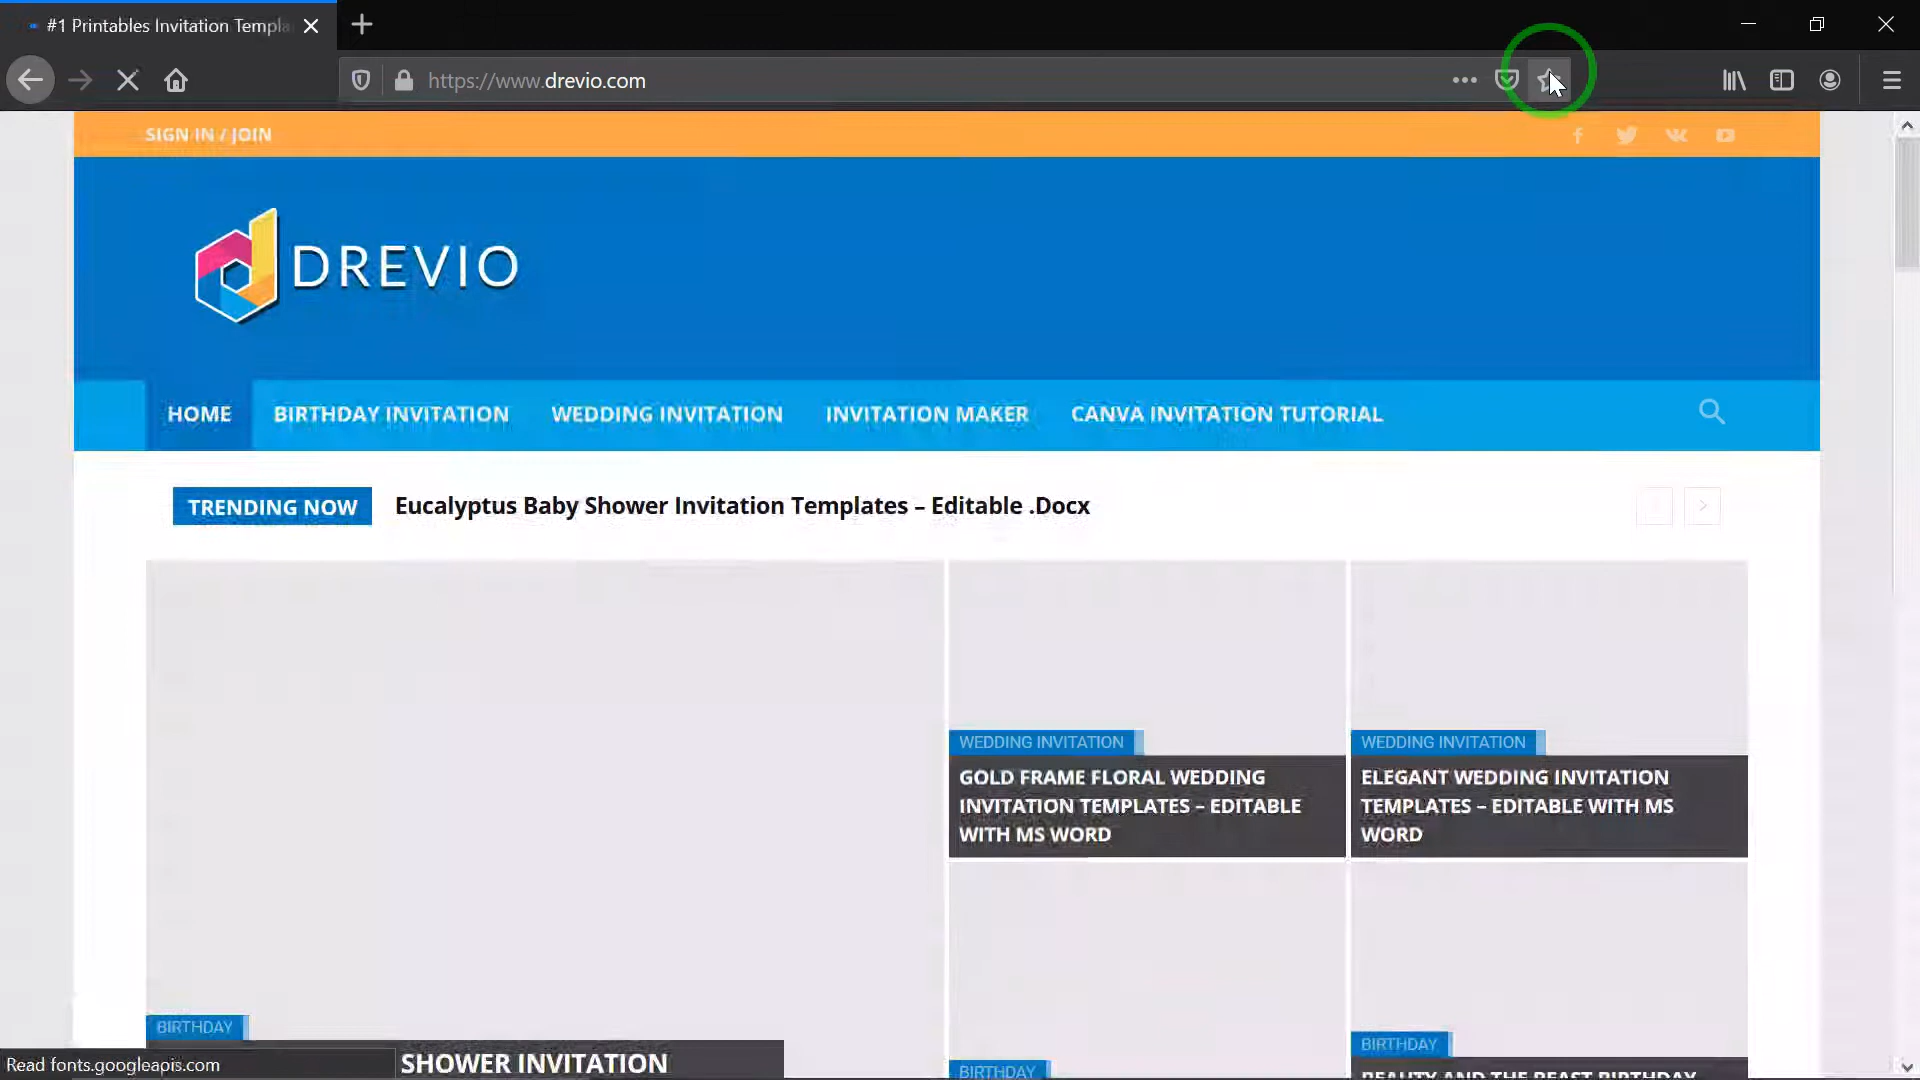 #1 Printables Invitation Templa
https://www.drevio.com
SIGN IN / JOIN
DREVIO
HOME
BIRTHDAY INVITATION
WEDDING INVITATION
INVITATION MAKER
CANVA INVITATION TUTORIAL
TRENDING NOW
Eucalyptus Baby Shower Invitation Templates – Editable .Docx
WEDDING INVITATION
GOLD FRAME FLORAL WEDDING
INVITATION TEMPLATES – EDITABLE
WITH MS WORD
WEDDING INVITATION
ELEGANT WEDDING INVITATION
TEMPLATES – EDITABLE WITH MS
WORD
BIRTHDAY
SHOWER INVITATION
BIRTHDAY
BIRTHDAY
BEAUTY AND THE BEAST BIRTHDAY
Read fonts.googleapis.com